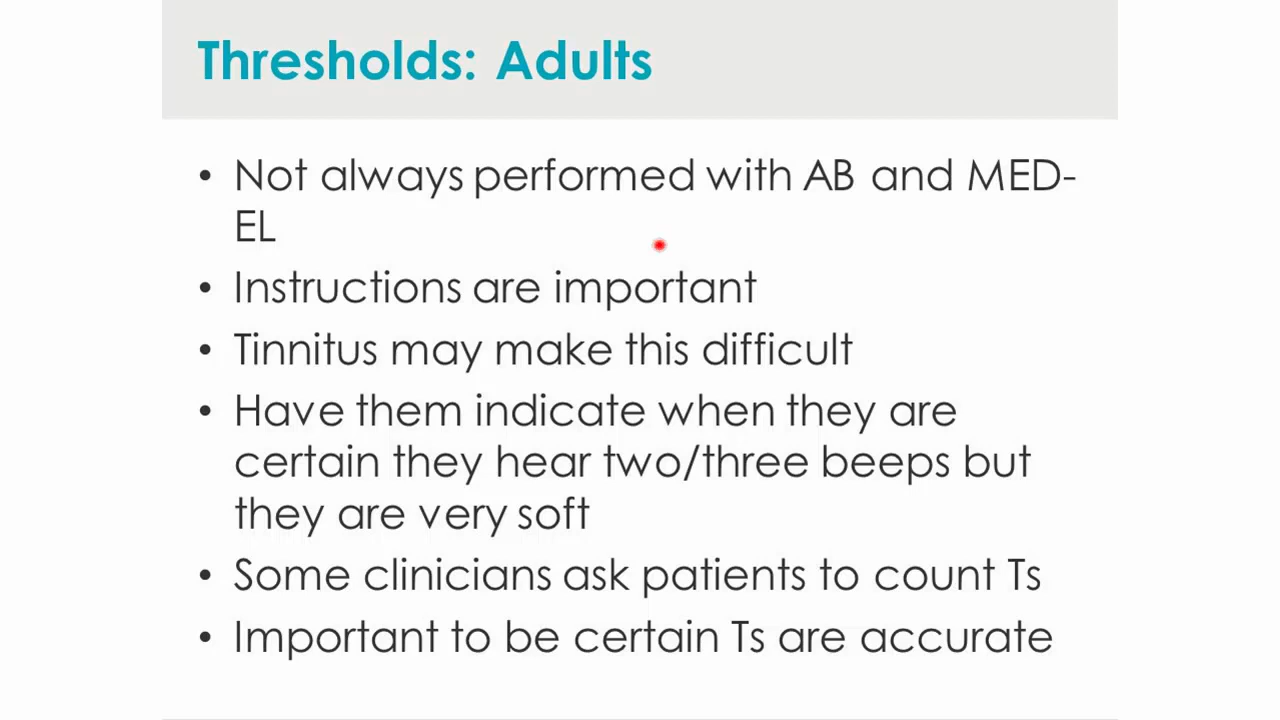 Thresholds: Adults
• Not always performed with AB and MED-
EL
• Instructions are important
• Tinnitus may make this difficult
• Have them indicate when they are
certain they hear two/three beeps but
they are very soft
• Some clinicians ask patients to count Ts
• Important to be certain Ts are accurate